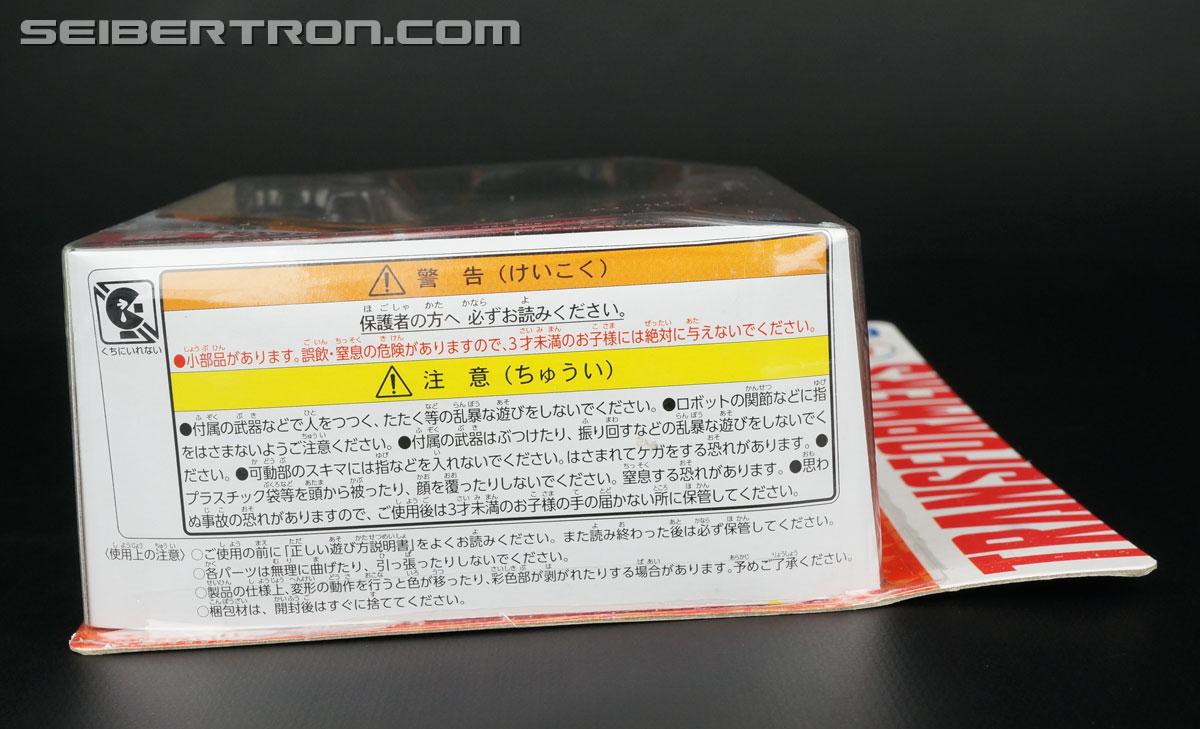 SEIBERTRON.com
警 告(けいこく)
保護者の方へ 必ずお読みください。
くちにいれない
●小部品があります。誤飲・窒息の危険がありますので、3才未満のお子様には絶対に与えないでください。
注 意(ちゅうい)
●付属の武器などで人をつつく、たたく等の乱暴な遊びをしないでください。●ロボットの関節などに指
をはさまないようご注意ください。●付属の武器はぶつけたり、振り回すなどの乱暴な遊びをしないでく
ださい。●可動部のスキマには指などを入れないでください。はさまれてケガをする恐れがあります。●
プラスチック袋等を頭から被ったり、顔を覆ったりしないでください。窒息する恐れがあります。●思わ
ぬ事故の恐れがありますので、ご使用後は3才未満のお子様の手の届かない所に保管してください。
〈使用上の注意〉
○ご使用の前に「正しい遊び方説明書」をよくお読みください。また読み終わった後は必ず保管してください。
○各パーツは無理に曲げたり、引っ張ったりしないでください。
○製品の仕様上、変形の動作を行うと色が移ったり、彩色部が剥がれたりする場合があります。予めご了承ください。
○梱包材は、開封後はすぐに捨ててください。
TRANSFORMERS